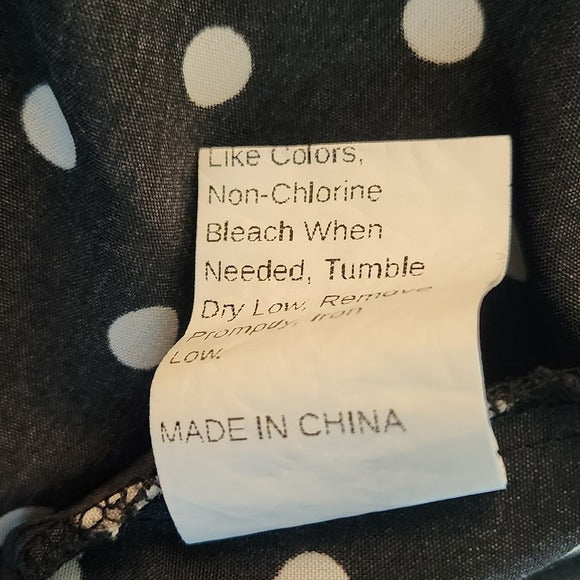 Like Colors,
Non-Chlorine
Bleach When
Needed, Tumble
Dry Low, Remove
Promptly, Iron
Low.
MADE IN CHINA